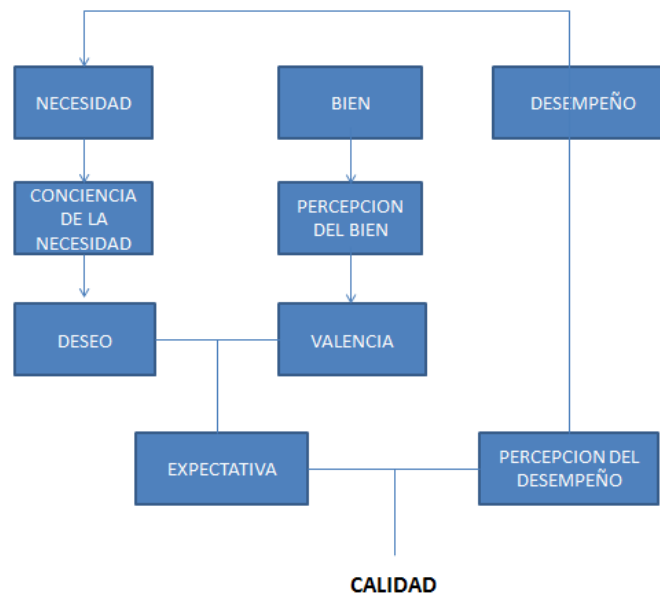 NECESIDAD
BIEN
DESEMPEÑO
CONCIENCIA
DE LA
NECESIDAD
PERCEPCION
DEL BIEN
DESEO
VALENCIA
EXPECTATIVA
PERCEPCION DEL
DESEMPEÑO
CALIDAD